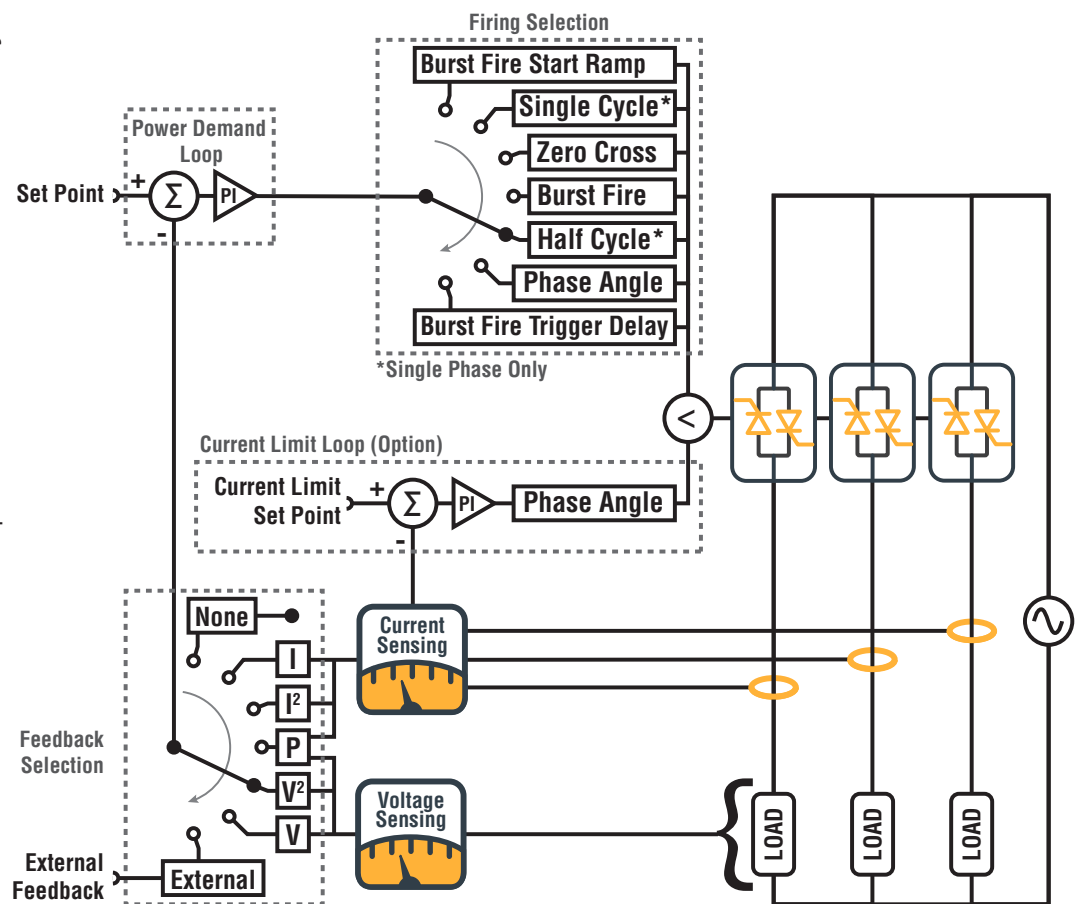 Firing Selection
Burst Fire Start Ramp
Single Cycle*
Zero Cross
Burst Fire
Half Cycle*
Phase Angle
Burst Fire Trigger Delay
*Single Phase Only
Power Demand
Loop
Set Point
+
Σ
PI
-
<
Current Limit Loop (Option)
Current Limit
Set Point
+
Σ
PI
Phase Angle
-
Current
Sensing
None
I
I²
P
V²
V
External
Feedback
Selection
External
Feedback
Voltage
Sensing
LOAD
LOAD
LOAD